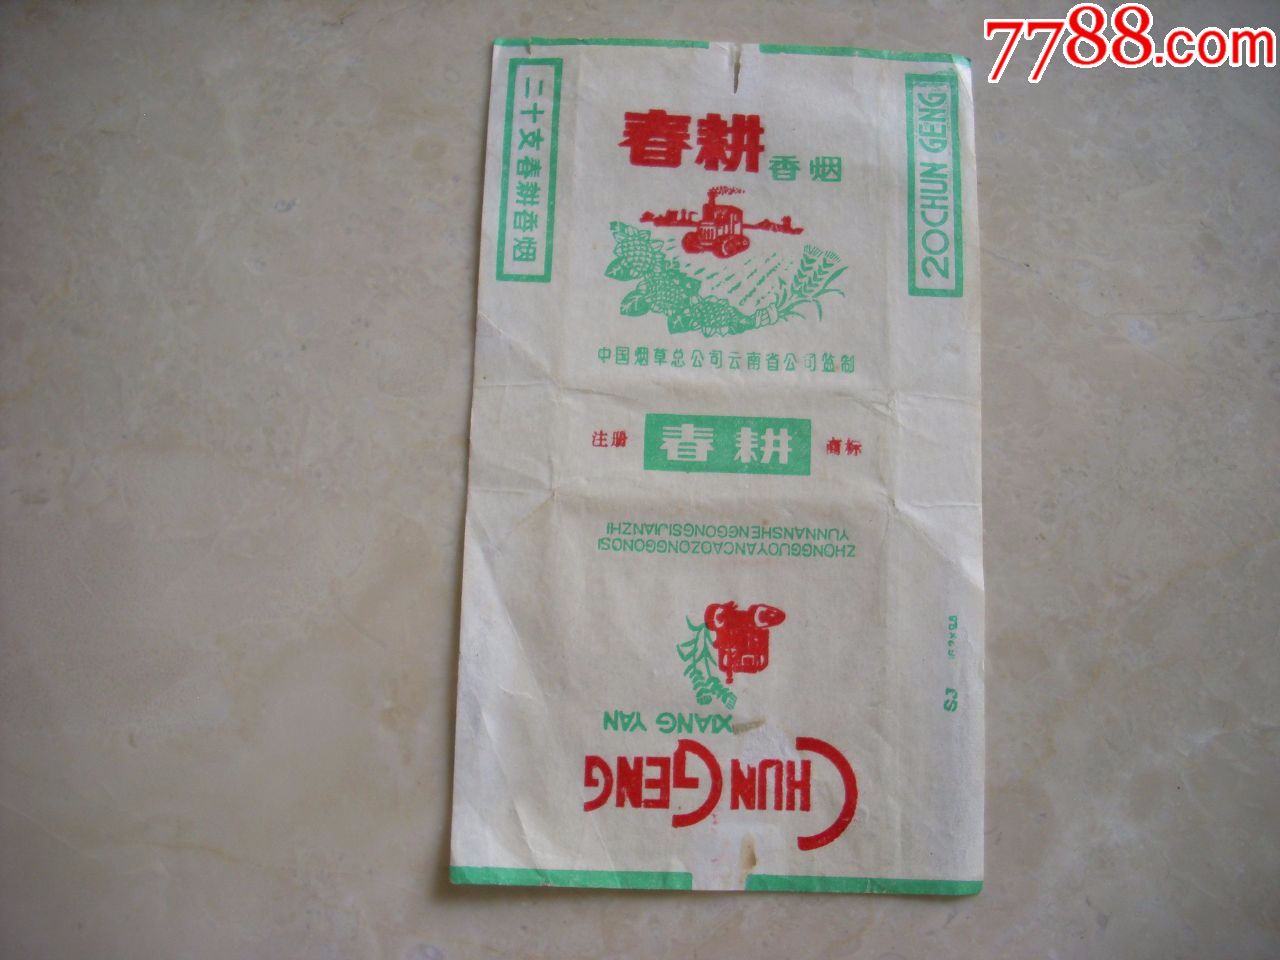 7788.com
二十支春耕香烟
春耕
香烟
20CHUN GENG
中国烟草总公司云南省公司监制
注册
春耕
商标
ZHONGGUOYANCAOZONGGONGSI
YUNNANSHENGGONGSIJIANZHI
XIANG YAN
CHUN GENG
SJ